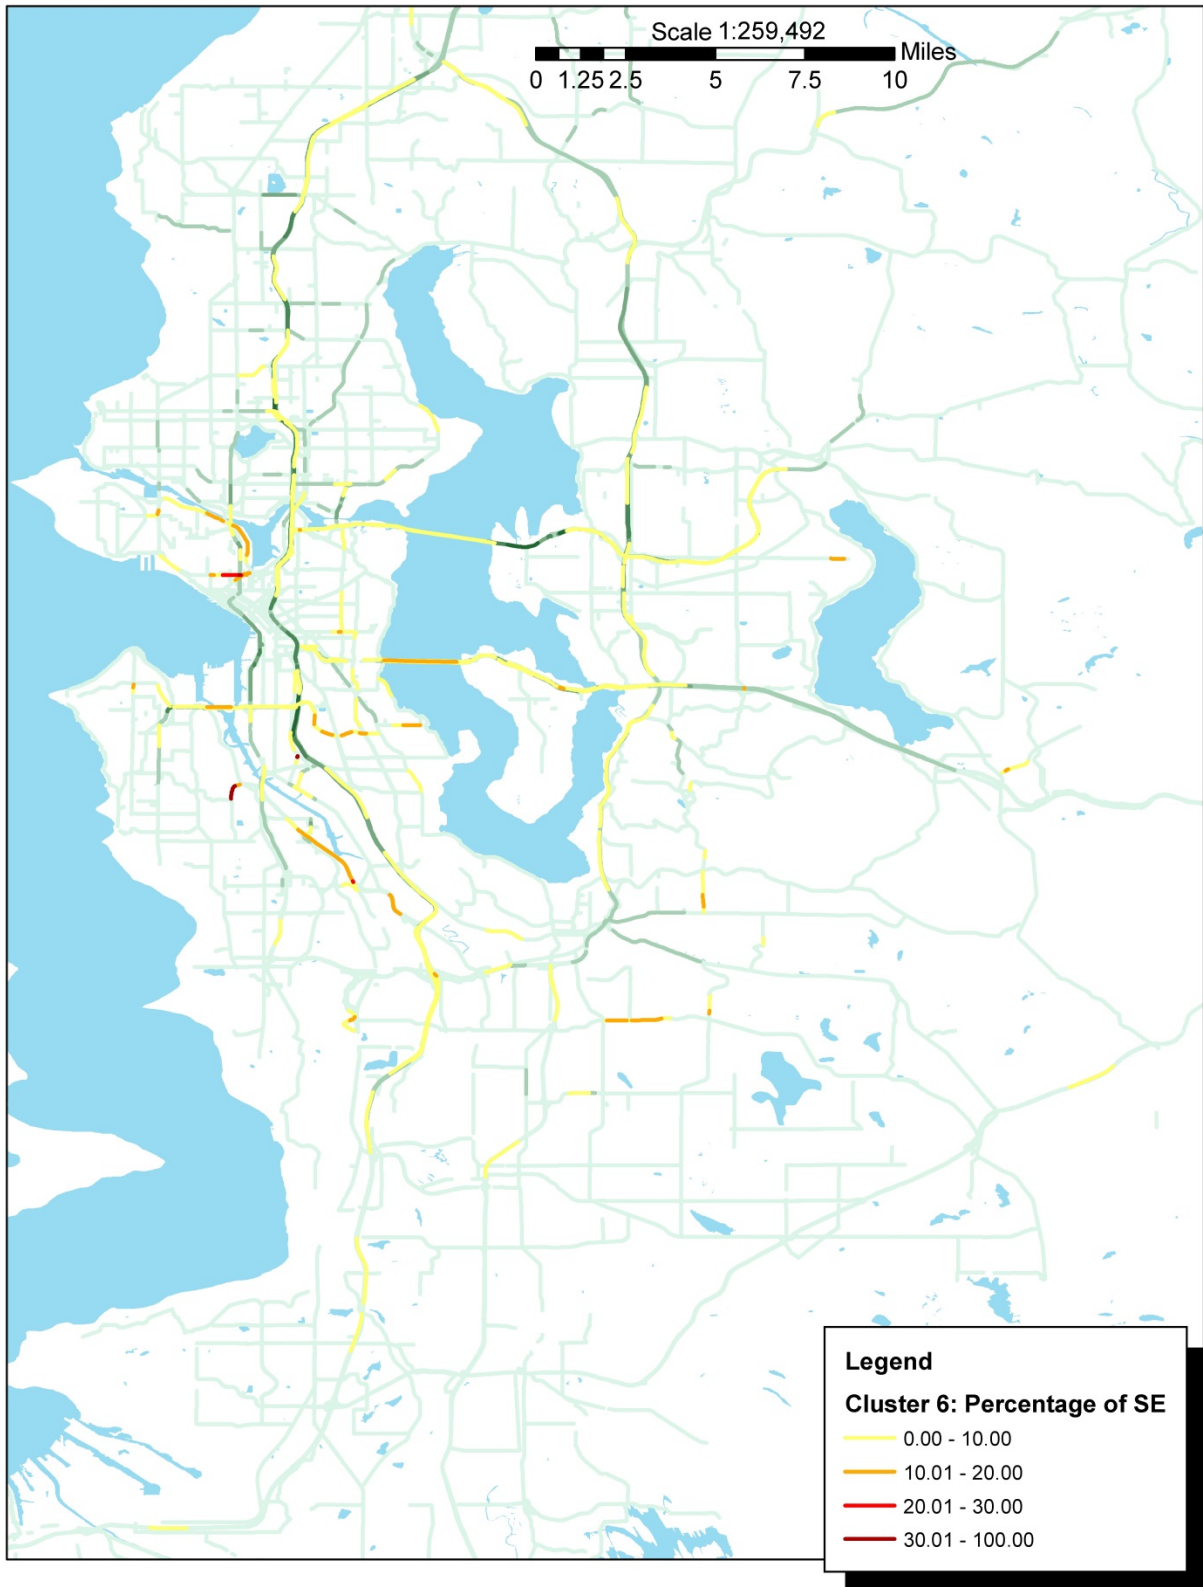 Scale 1:259,492
Miles
0 1.25 2.5 5 7.5 10
Legend
Cluster 6: Percentage of SE
0.00 - 10.00
10.01 - 20.00
20.01 - 30.00
30.01 - 100.00